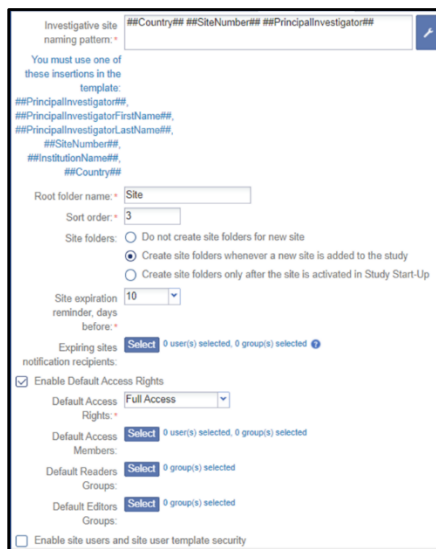 Investigative site ##Country## ##SiteNumber## ##PrincipalInvestigator##
naming pattern: *
You must use one of
these insertions in the
template:
##PrincipalInvestigator##,
##PrincipalInvestigatorFirstName##,
##PrincipalInvestigatorLastName##,
##SiteNumber##,
##InstitutionName##,
##Country##
Root folder name: * Site
Sort order: * 3
Site folders: Do not create site folders for new site
Create site folders whenever a new site is added to the study
Create site folders only after the site is activated in Study Start-Up
Site expiration 10
reminder, days
before: *
Expiring sites Select 0 user(s) selected, 0 group(s) selected ?
notification recipients:
Enable Default Access Rights
Default Access Full Access
Rights: *
Default Access Select 0 user(s) selected, 0 group(s) selected
Members:
Default Readers Select 0 group(s) selected
Groups:
Default Editors Select 0 group(s) selected
Groups:
Enable site users and site user template security